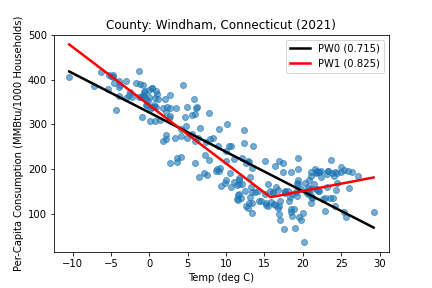 County: Windham, Connecticut (2021)
Per-Capita Consumption (MMBtu/1000 Households)
500
400
300
200
100
PW0 (0.715)
PW1 (0.825)
−10 −5 0 5 10 15 20 25 30
Temp (deg C)